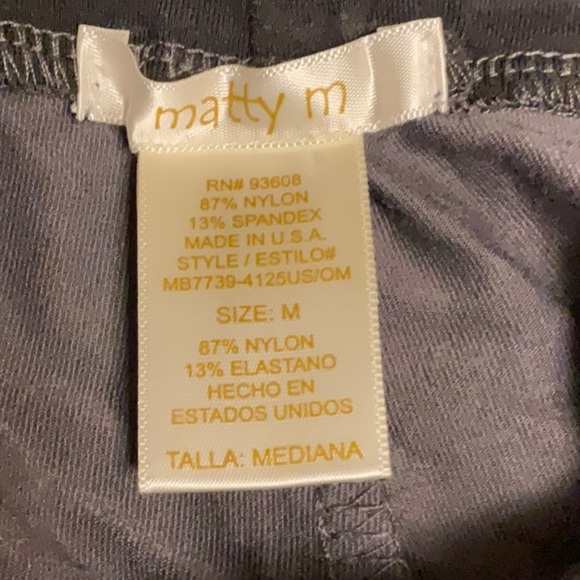 matty m
RN# 93608
87% NYLON
13% SPANDEX
MADE IN U.S.A.
STYLE / ESTILO#
MB7739-4125US/OM
SIZE: M
87% NYLON
13% ELASTANO
HECHO EN
ESTADOS UNIDOS
TALLA: MEDIANA